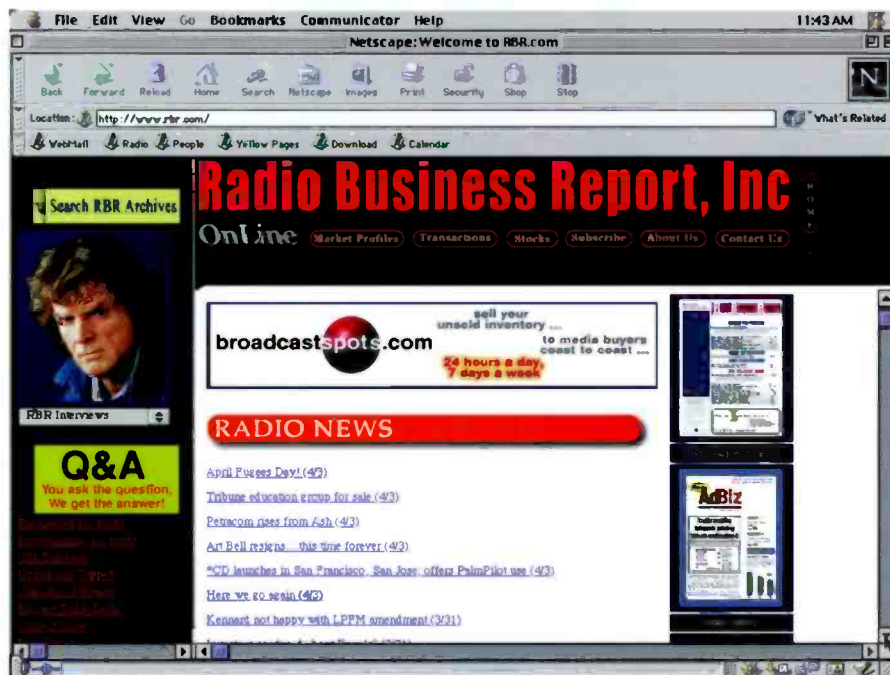 File Edit View Go Bookmarks Communicator Help 11:43 AM
Netscape: Welcome to RBR.com
Back Forward Reload Home Search Netscape Images Print Security Shop Stop
N
Location: http://www.rbr.com/ What's Related
WebMail Radio People Yellow Pages Download Calendar
Search RBR Archives
Radio Business Report, Inc
OnLine Market Profiles Transactions Stocks Subscribe About Us Contact Us
HOME
RBR Interviews
Q&A
You ask the question,
We get the answer!
broadcastspots.com
sell your
unsold inventory ...
to media buyers
coast to coast ...
24 hours a day,
7 days a week
RADIO NEWS
April Fugees Day! (4/3)
Tribune education group for sale (4/3)
Petracom rises from Ash (4/3)
Art Bell resigns... this time forever (4/3)
*CD launches in San Francisco, San Jose, offers PalmPilot use (4/3)
Here we go again (4/3)
Kennard not happy with LPFM amendment (3/31)
AdBiz